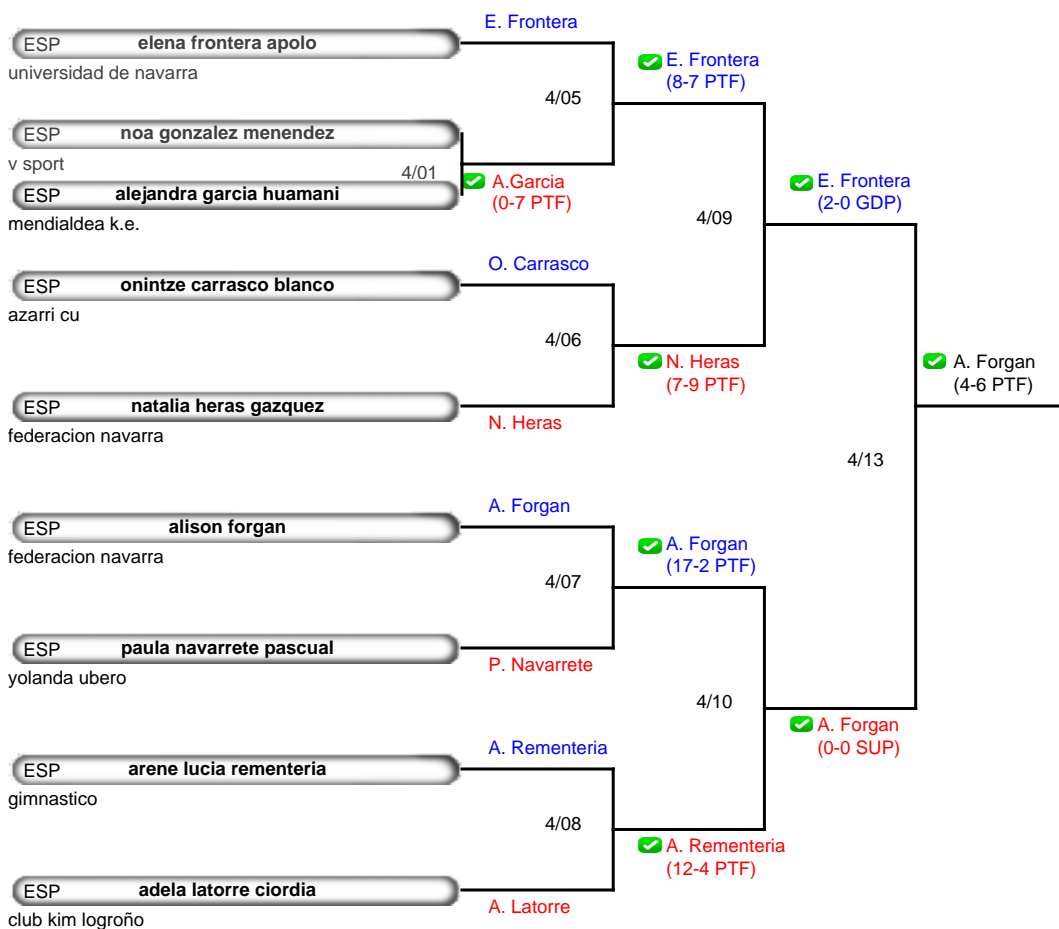 E. Frontera
ESP elena frontera apolo
universidad de navarra
E. Frontera
(8-7 PTF)
4/05
ESP noa gonzalez menendez
v sport
4/01
A.Garcia
(0-7 PTF)
ESP alejandra garcia huamani
mendialdea k.e.
E. Frontera
(2-0 GDP)
4/09
O. Carrasco
ESP onintze carrasco blanco
azarri cu
4/06
N. Heras
(7-9 PTF)
A. Forgan
(4-6 PTF)
ESP natalia heras gazquez
federacion navarra
N. Heras
4/13
A. Forgan
ESP alison forgan
federacion navarra
A. Forgan
(17-2 PTF)
4/07
ESP paula navarrete pascual
yolanda ubero
P. Navarrete
4/10
A. Forgan
(0-0 SUP)
A. Rementeria
ESP arene lucia rementeria
gimnastico
4/08
A. Rementeria
(12-4 PTF)
ESP adela latorre ciordia
club kim logroño
A. Latorre